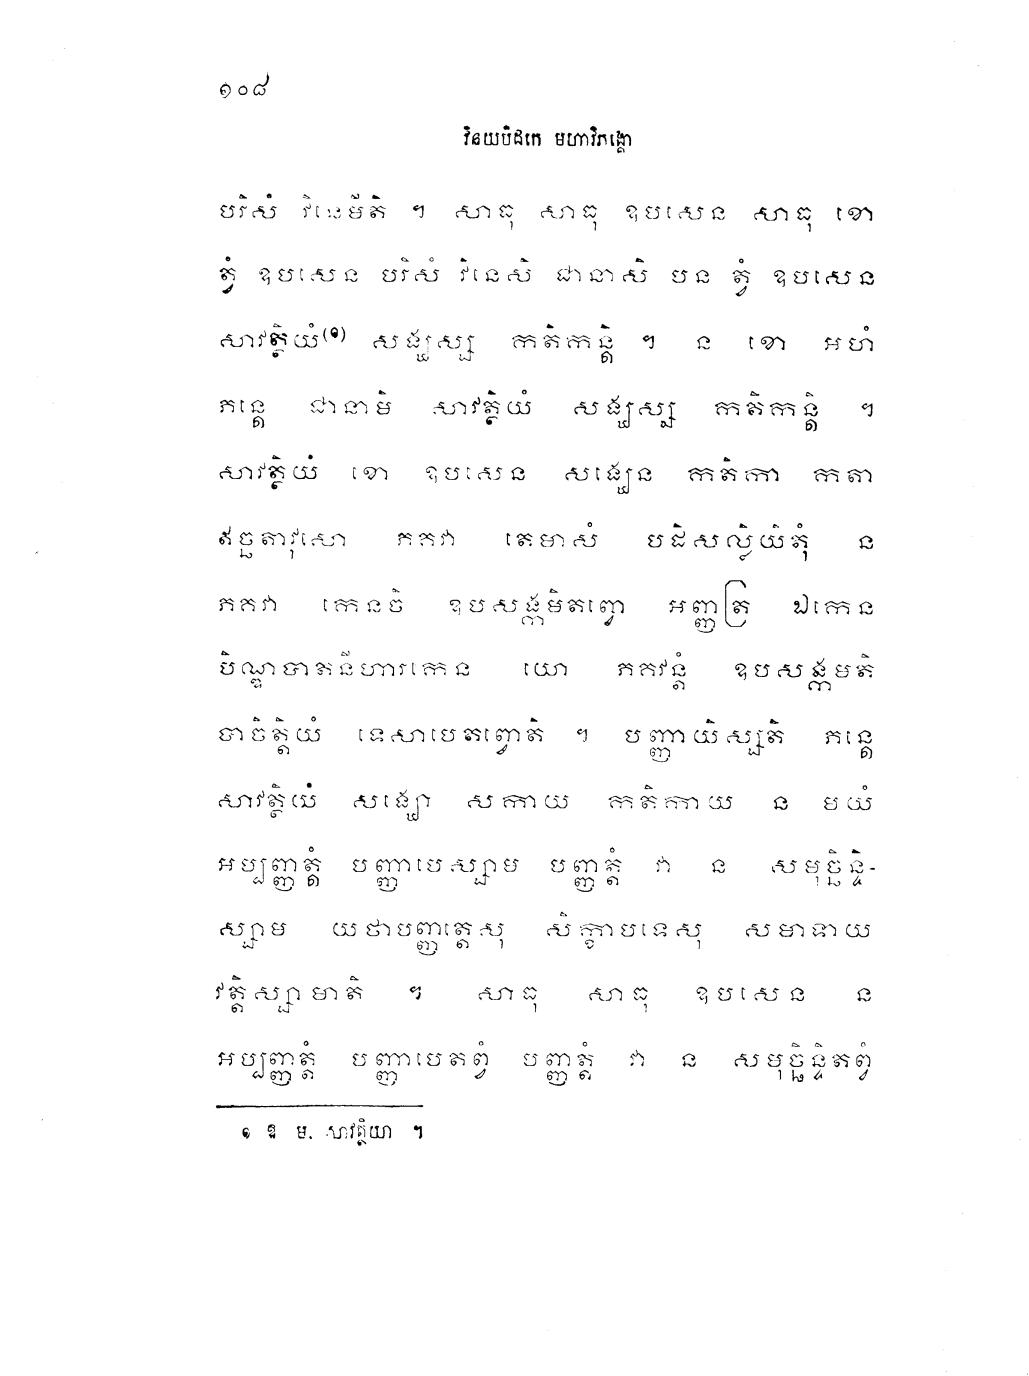 ១០៨
វិនយបិដកេ មហាវិភង្គោ
បរិសំ វិនេមីតិ ។ សាធុ សាធុ ឧបសេន សាធុ ខោ
ត្វំ ឧបសេន បរិសំ វិនេសិ ជានាសិ បន ត្វំ ឧបសេន
សាវត្ថិយំ(១) សង្ឃស្ស កតិកន្តិ ។ ន ខោ អហំ
ភន្តេ ជានាមិ សាវត្ថិយំ សង្ឃស្ស កតិកន្តិ ។
សាវត្ថិយំ ខោ ឧបសេន សង្ឃេន កតិកា កតា
ឥច្ឆតាវុសោ ភគវា តេមាសំ បដិសល្លិយិតុំ ន
ភគវា កេនចិ ឧបសង្កមិតព្វោ អញ្ញត្រ ឯកេន
បិណ្ឌបាតនីហារកេន យោ ភគវន្តំ ឧបសង្កមតិ
បាចិត្តិយំ ទេសាបេតព្វោតិ ។ បញ្ញាយិស្សតិ ភន្តេ
សាវត្ថិយំ សង្ឃោ សកាយ កតិកាយ ន មយំ
អប្បញ្ញត្តំ បញ្ញាបេស្សាម បញ្ញត្តំ វា ន សមុច្ឆិន្ទិ-
ស្សាម យថាបញ្ញត្តេសុ សិក្ខាបទេសុ សមាទាយ
វត្តិស្សាមាតិ ។ សាធុ សាធុ ឧបសេន ន
អប្បញ្ញត្តំ បញ្ញាបេតព្វំ បញ្ញត្តំ វា ន សមុច្ឆិន្ទិតព្វំ
១ ឱ ម. សាវត្ថិយា ។